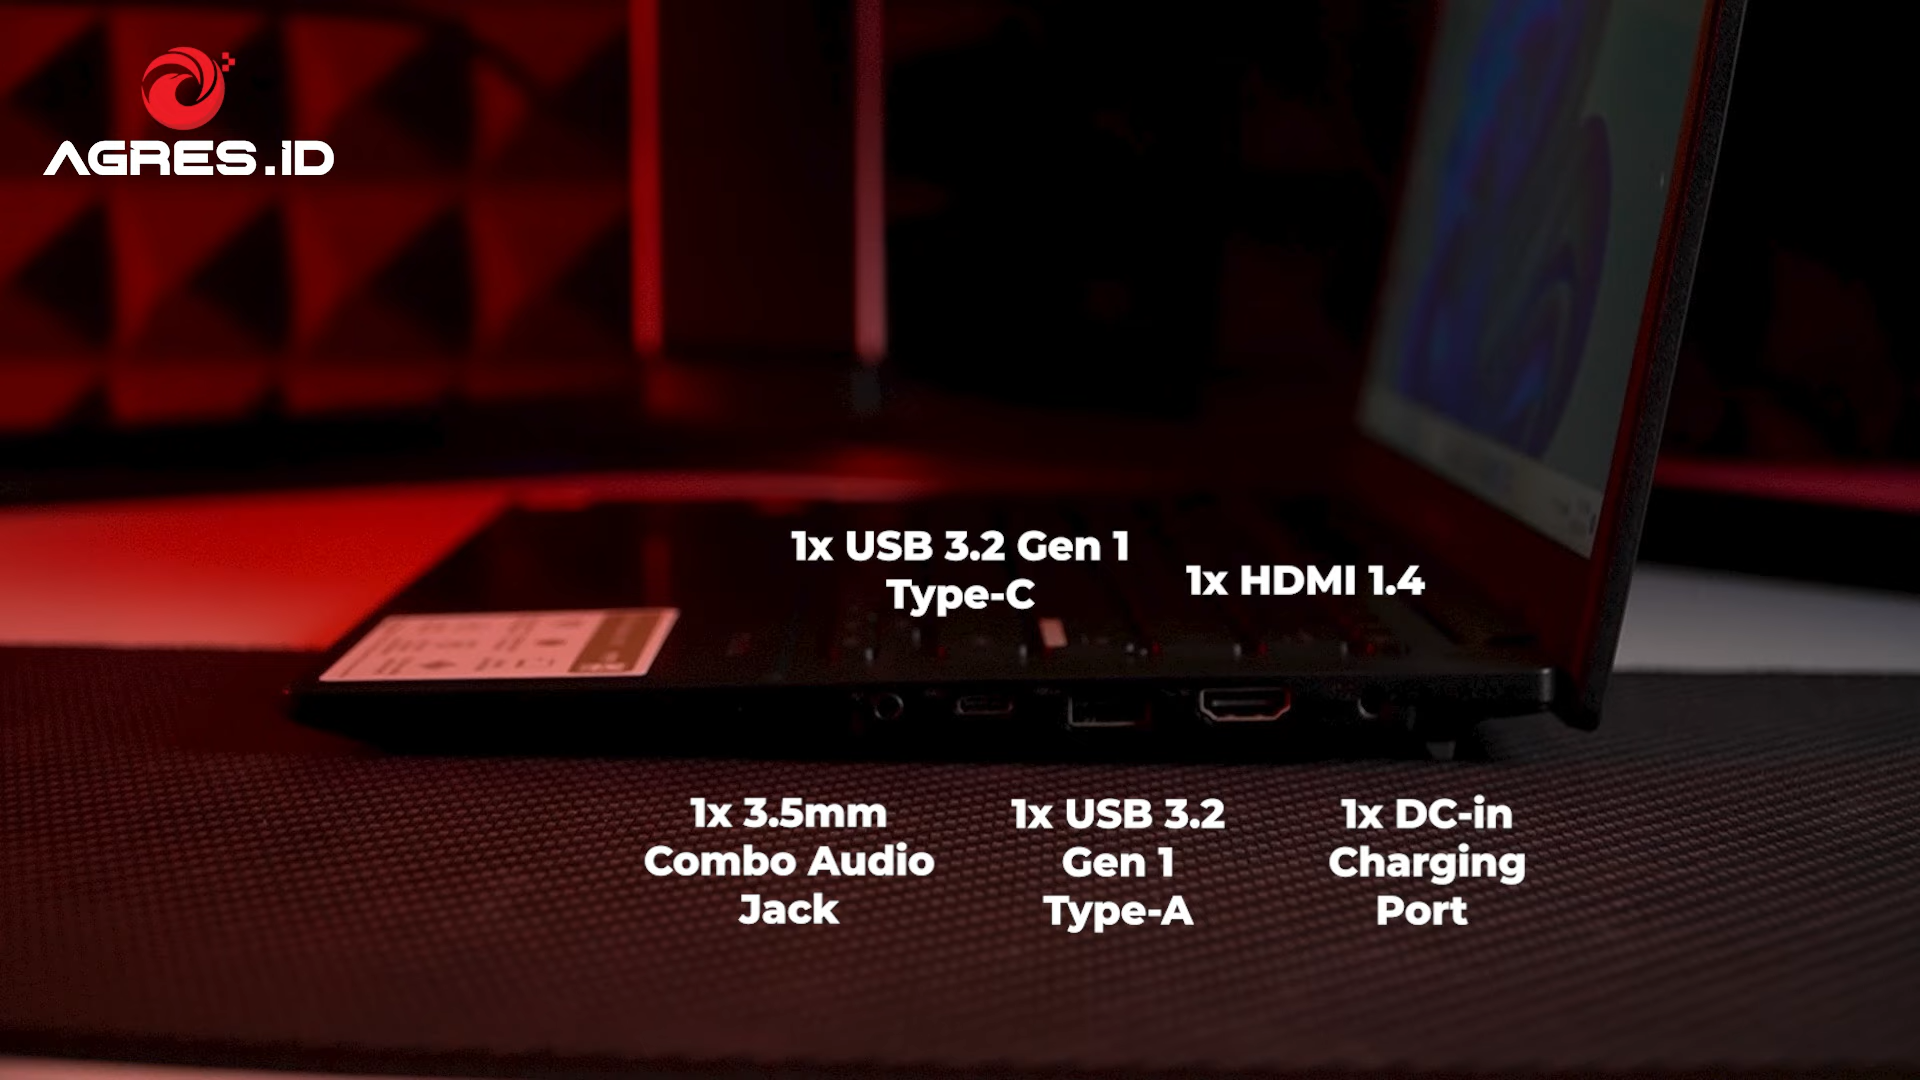 AGRES.ID
1x USB 3.2 Gen 1
Type-C
1x HDMI 1.4
1x 3.5mm
Combo Audio
Jack
1x USB 3.2
Gen 1
Type-A
1x DC-in
Charging
Port